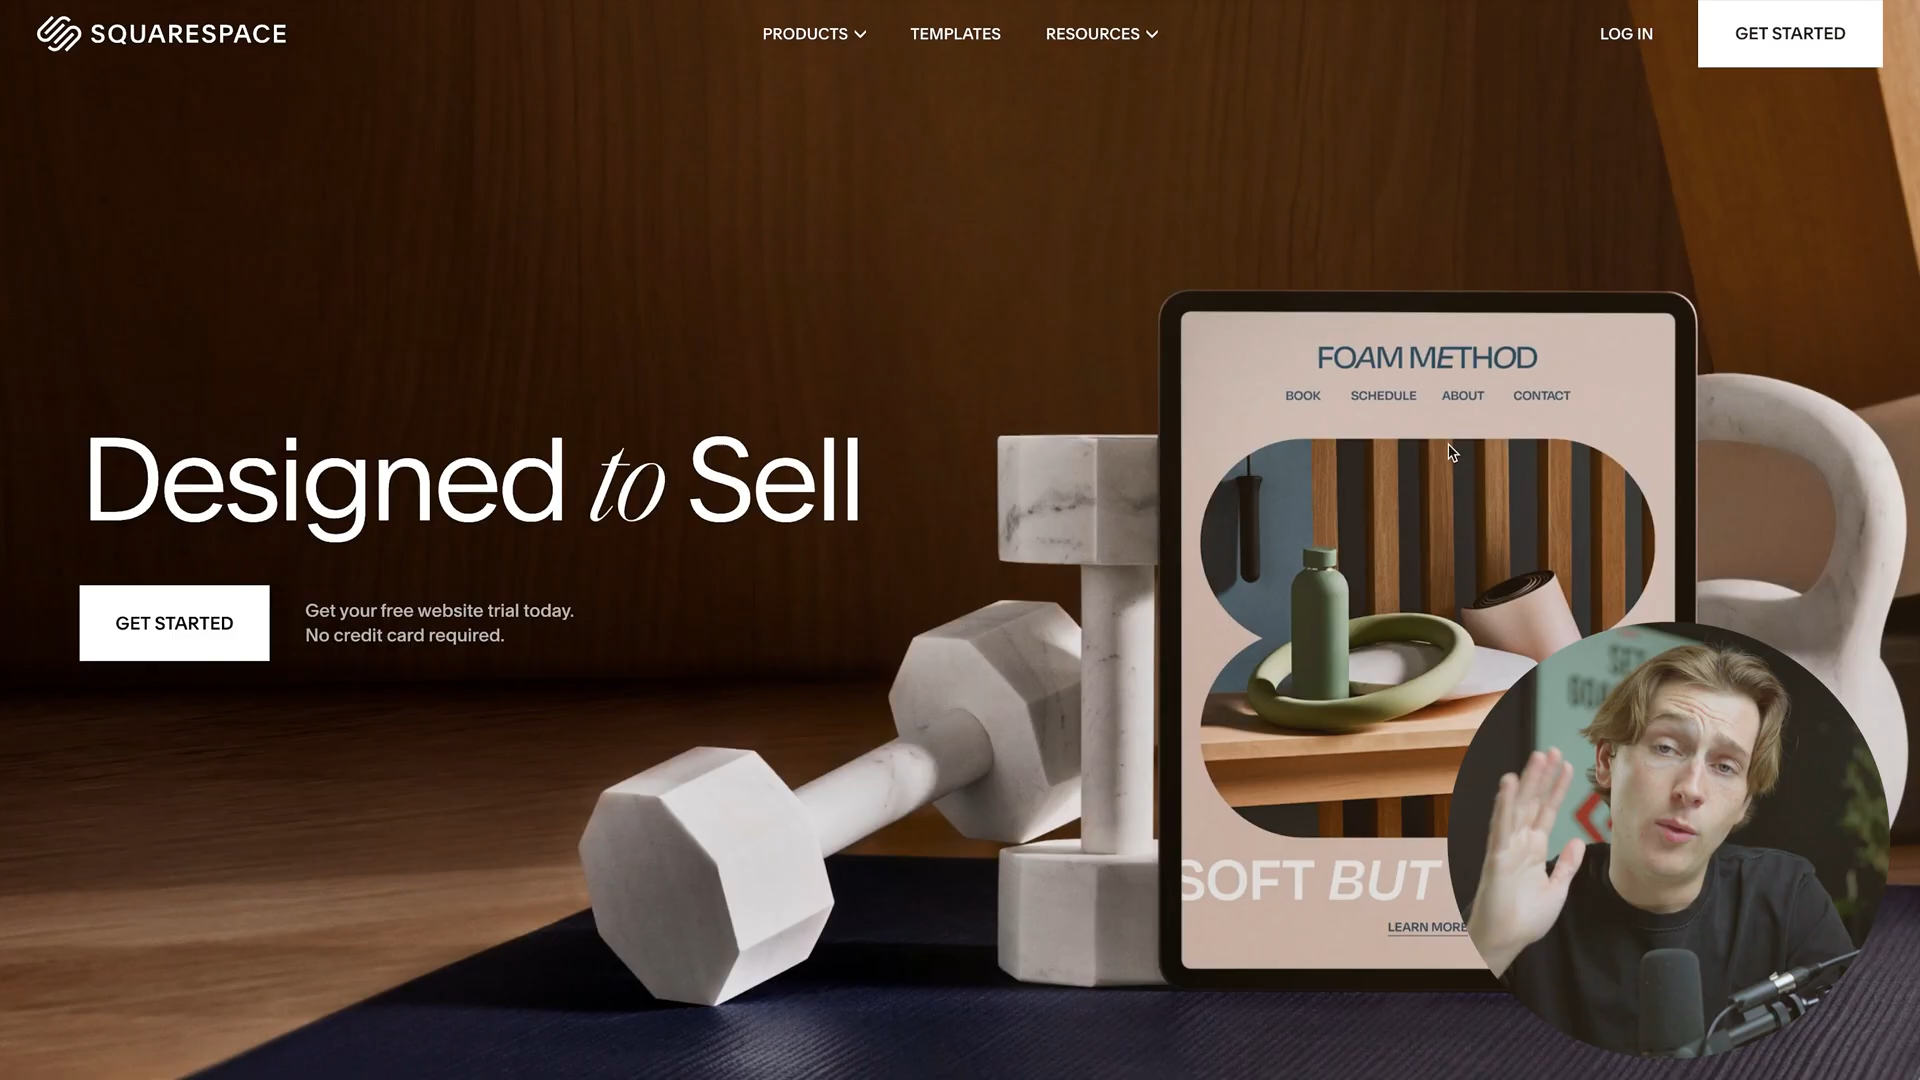 SQUARESPACE
PRODUCTS
TEMPLATES
RESOURCES
LOG IN
GET STARTED
Designed to Sell
GET STARTED
Get your free website trial today.
No credit card required.
FOAM METHOD
BOOK
SCHEDULE
ABOUT
CONTACT
SOFT BUT
LEARN MORE